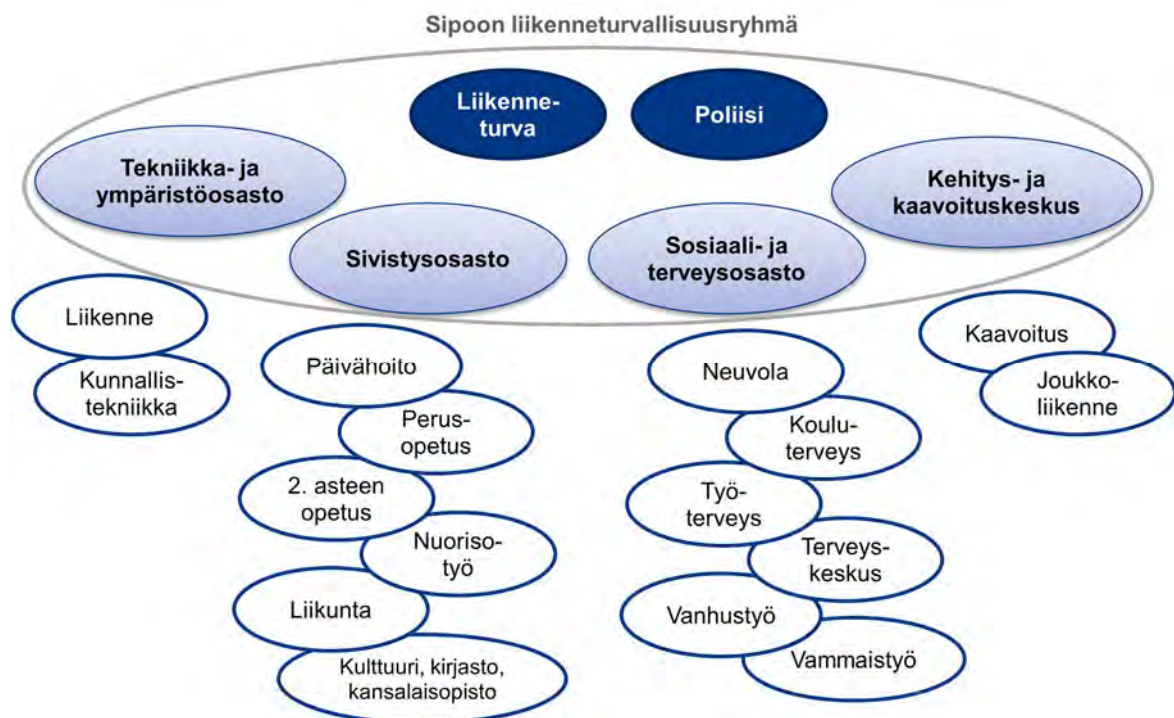 Sipoon liikenneturvallisuusryhmä
Liikenne-
turva
Poliisi
Tekniikka- ja
ympäristöosasto
Kehitys- ja
kaavoituskeskus
Sivistysosasto
Sosiaali- ja
terveysosasto
Liikenne
Kunnallis-
tekniikka
Päivähoito
Perus-
opetus
2. asteen
opetus
Nuoriso-
työ
Liikunta
Kulttuuri, kirjasto,
kansalaisopisto
Neuvola
Koulu-
terveys
Työ-
terveys
Terveys-
keskus
Vanhustyö
Vammaistyö
Kaavoitus
Joukko-
liikenne